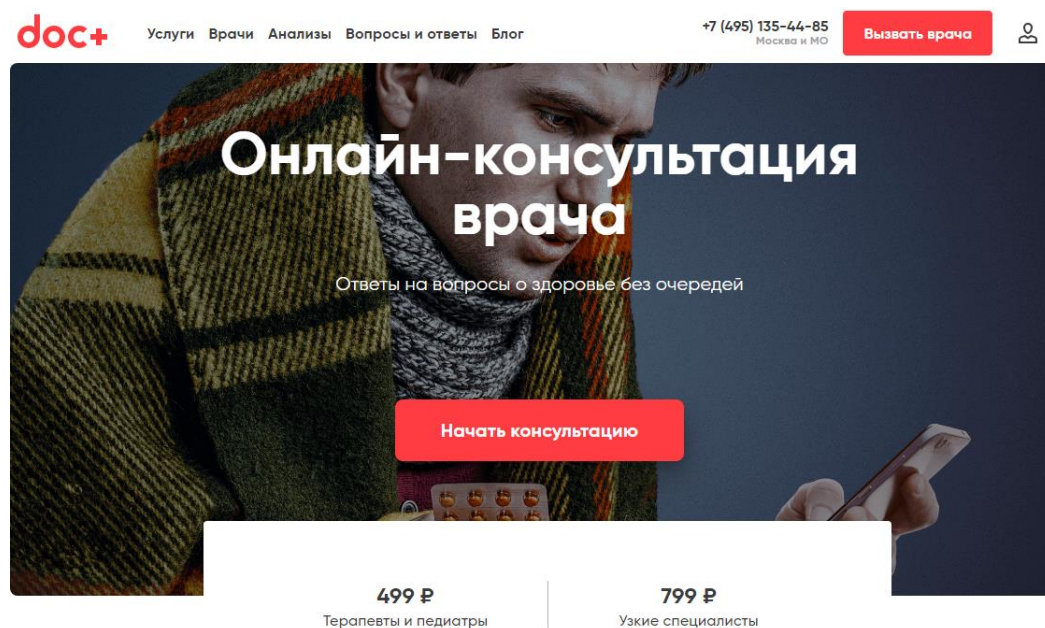 doc+
Услуги Врачи Анализы Вопросы и ответы Блог
+7 (495) 135-44-85
Москва и МО
Вызвать врача
Онлайн-консультация
врача
Ответы на вопросы о здоровье без очередей
Начать консультацию
499 ₽
Терапевты и педиатры
799 ₽
Узкие специалисты